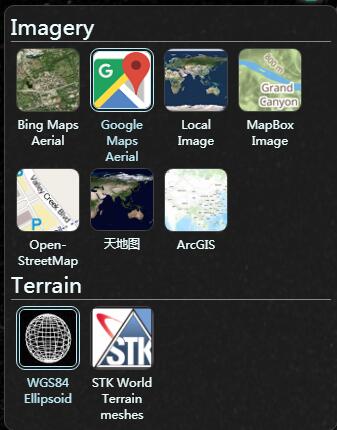 Imagery
Bing Maps
Aerial
Google
Maps
Aerial
Local
Image
600 m
Grand
Canyon
MapBox
Image
Valley Creek Blvd
Open-
StreetMap
天地图
ArcGIS
Terrain
WGS84
Ellipsoid
STK
STK World
Terrain
meshes